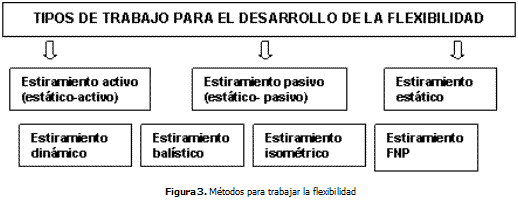 TIPOS DE TRABAJO PARA EL DESARROLLO DE LA FLEXIBILIDAD
Estiramiento activo
(estático-activo)
Estiramiento pasivo
(estático- pasivo)
Estiramiento
estático
Estiramiento
dinámico
Estiramiento
balístico
Estiramiento
isométrico
Estiramiento
FNP
Figura 3. Métodos para trabajar la flexibilidad